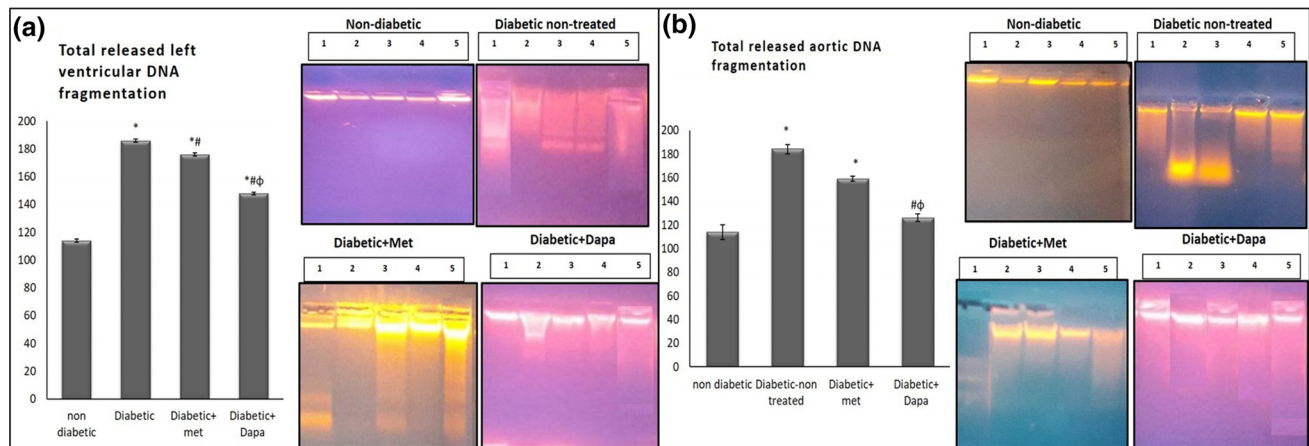 (a)
Total released left
ventricular DNA
fragmentation
200
180
160
140
120
100
80
60
40
20
0
*
*#
*#ϕ
non
diabetic
Diabetic
Diabetic+
met
Diabetic+
Dapa
Non-diabetic
1 2 3 4 5
Diabetic non-treated
1 2 3 4 5
Diabetic+Met
1 2 3 4 5
Diabetic+Dapa
1 2 3 4 5
(b)
Total released aortic DNA
fragmentation
200
180
160
140
120
100
80
60
40
20
0
*
*
#ϕ
non diabetic
Diabetic-non
treated
Diabetic+
met
Diabetic+
Dapa
Non-diabetic
1 2 3 4 5
Diabetic non-treated
1 2 3 4 5
Diabetic+Met
1 2 3 4 5
Diabetic+Dapa
1 2 3 4 5